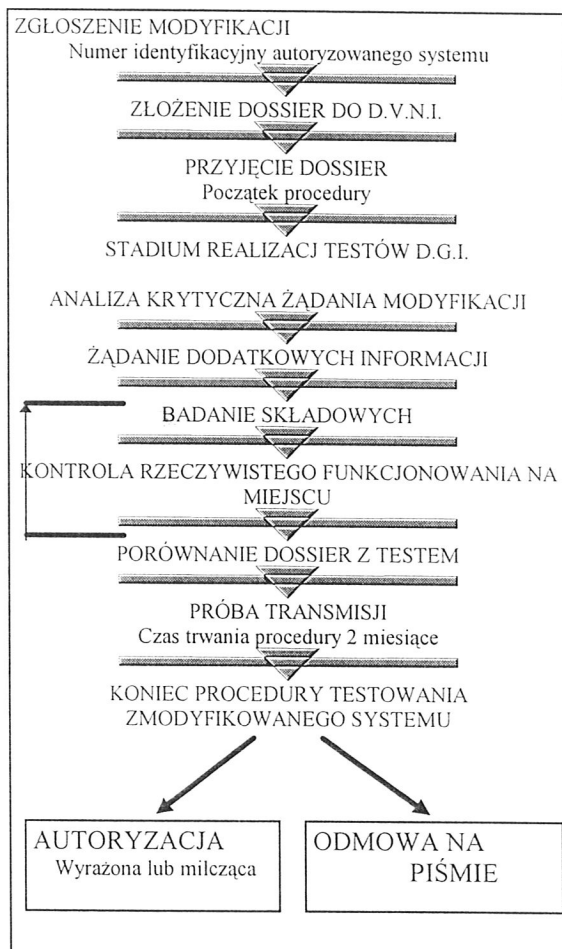 ZGŁOSZENIE MODYFIKACJI
Numer identyfikacyjny autoryzowanego systemu
ZŁOŻENIE DOSSIER DO D.V.N.I.
PRZYJĘCIE DOSSIER
Początek procedury
STADIUM REALIZACJ TESTÓW D.G.I.
ANALIZA KRYTYCZNA ŻĄDANIA MODYFIKACJI
ŻĄDANIE DODATKOWYCH INFORMACJI
BADANIE SKŁADOWYCH
KONTROLA RZECZYWISTEGO FUNKCJONOWANIA NA
MIEJSCU
PORÓWNANIE DOSSIER Z TESTEM
PRÓBA TRANSMISJI
Czas trwania procedury 2 miesiące
KONIEC PROCEDURY TESTOWANIA
ZMODYFIKOWANEGO SYSTEMU
AUTORYZACJA
Wyrażona lub milcząca
ODMOWA NA
PIŚMIE